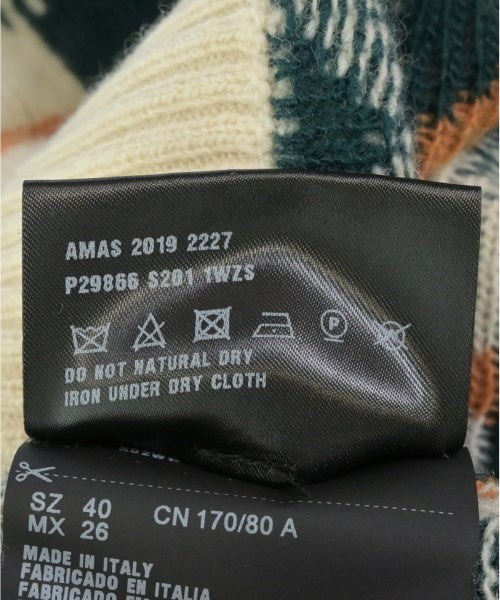 AMAS 2019 2227
P29866 S201 1WZS
P
DO NOT NATURAL DRY
IRON UNDER DRY CLOTH
SZ 40
MX 26
CN 170/80 A
MADE IN ITALY
FABRICADO EN ITALIA